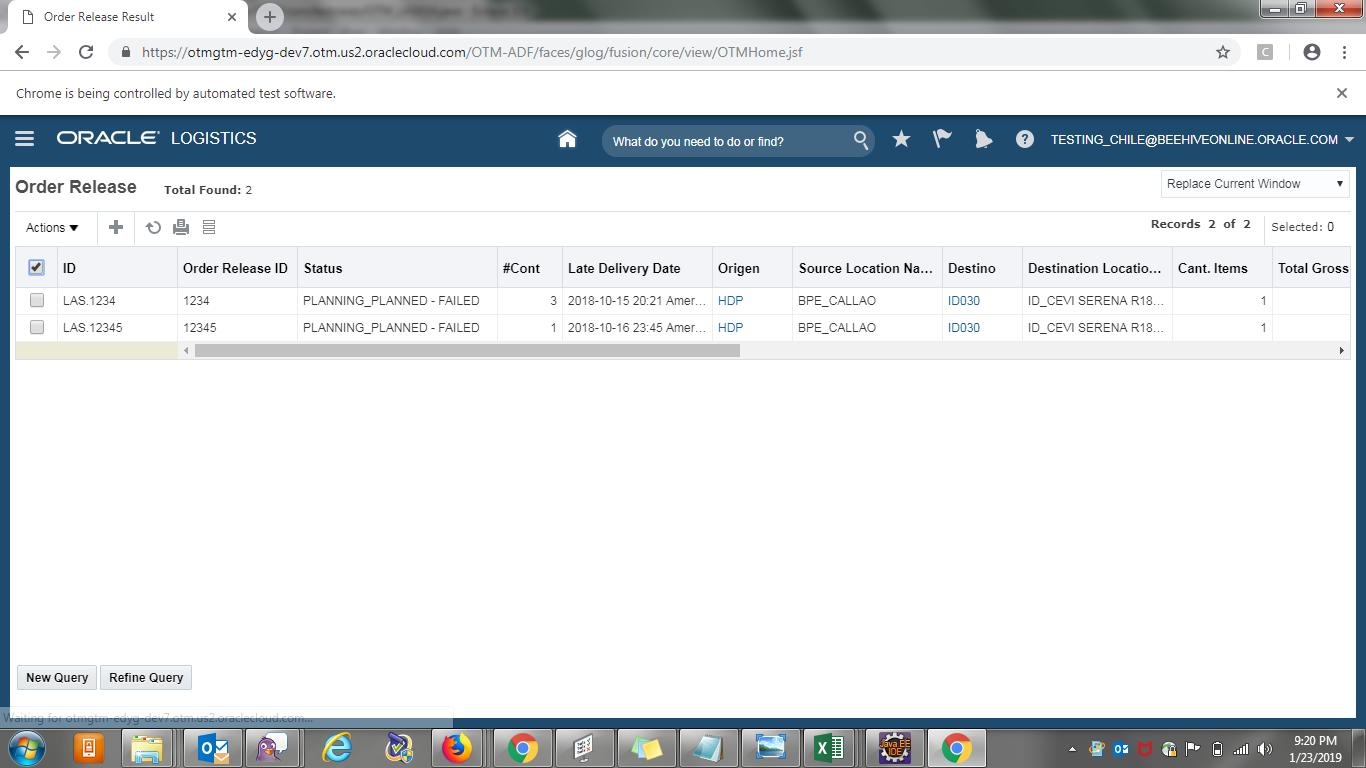 Order Release Result
https://otmgtm-edyg-dev7.otm.us2.oraclecloud.com/OTM-ADF/faces/glog/fusion/core/view/OTMHome.jsf
C
Chrome is being controlled by automated test software.
ORACLE LOGISTICS
What do you need to do or find?
TESTING_CHILE@BEEHIVEONLINE.ORACLE.COM
Order Release Total Found: 2
Replace Current Window
Actions
Records 2 of 2 Selected: 0
ID Order Release ID Status #Cont Late Delivery Date Origen Source Location Na... Destino Destination Locatio... Cant. Items Total Gross
LAS.1234 1234 PLANNING_PLANNED - FAILED 3 2018-10-15 20:21 Amer... HDP BPE_CALLAO ID030 ID_CEVI SERENA R18... 1
LAS.12345 12345 PLANNING_PLANNED - FAILED 1 2018-10-16 23:45 Amer... HDP BPE_CALLAO ID030 ID_CEVI SERENA R18... 1
New Query Refine Query
Waiting for otmgtm-edyg-dev7.otm.us2.oraclecloud.com...
Java EE
IDE
9:20 PM
1/23/2019